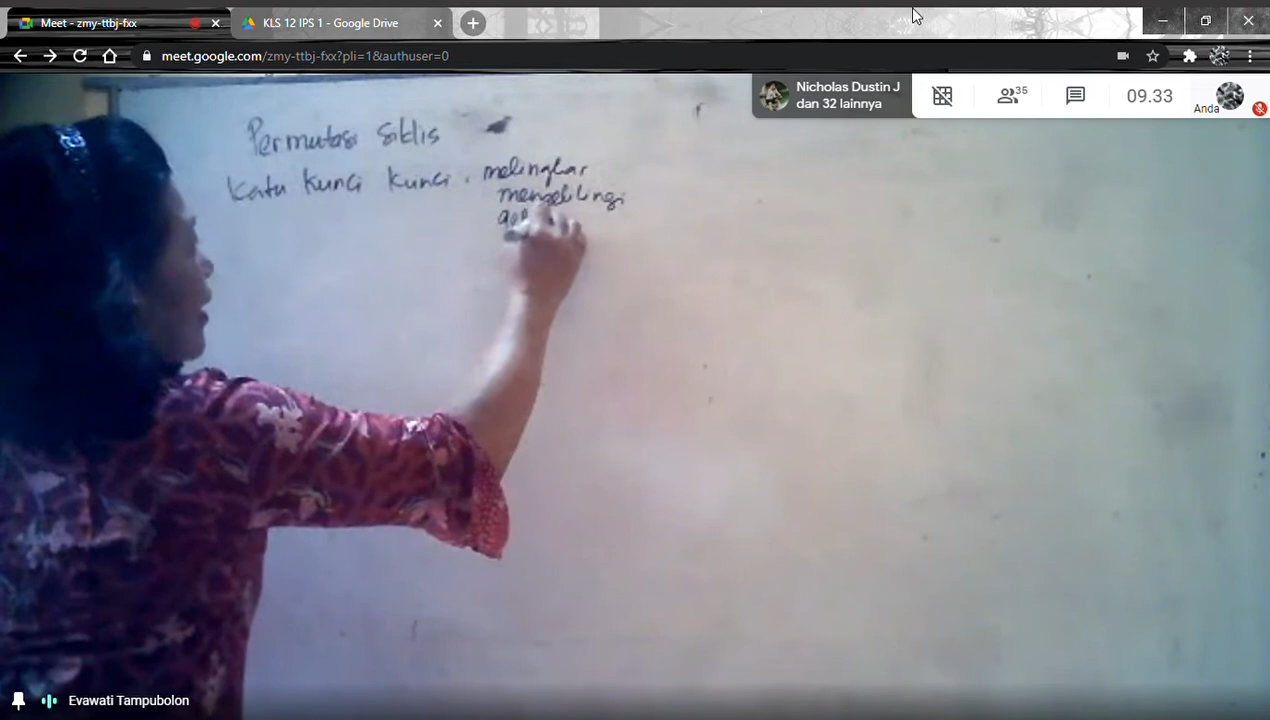 Meet - zmy-ttbj-fxx
KLS 12 IPS 1 - Google Drive
meet.google.com/zmy-ttbj-fxx?pli=1&authuser=0
Nicholas Dustin J
dan 32 lainnya
35
09.33
Anda
Permutasi Siklis
Kata Kunci Kunci . melingkar
mengelilingi
Evawati Tampubolon